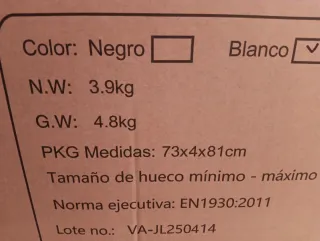 Color: Negro Blanco
N.W: 3.9kg
G.W: 4.8kg
PKG Medidas: 73x4x81cm
Tamaño de hueco mínimo - máximo
Norma ejecutiva: EN1930:2011
Lote no.: VA-JL250414